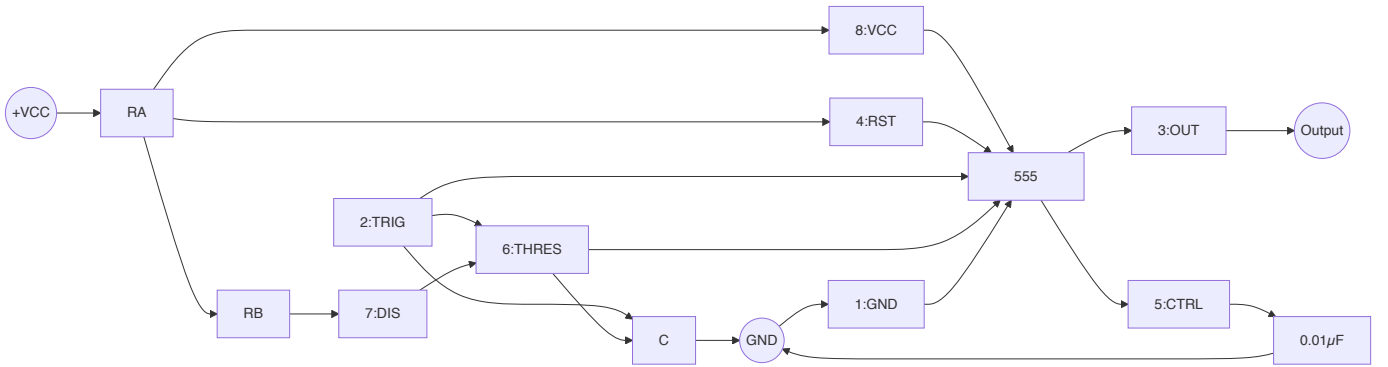 8:VCC
+VCC
RA
4:RST
3:OUT
Output
555
2:TRIG
6:THRES
7:DIS
RB
1:GND
5:CTRL
C
GND
0.01µF